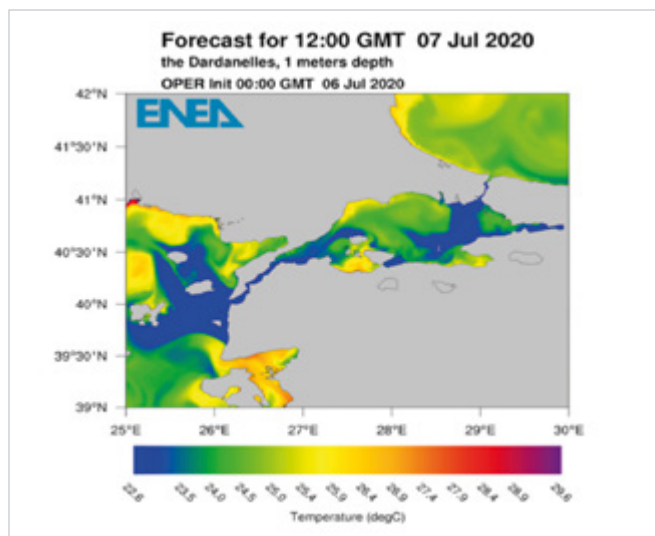 Forecast for 12:00 GMT 07 Jul 2020
the Dardanelles, 1 meters depth
OPER Init 00:00 GMT 06 Jul 2020
ENEA
42°N
41°30'N
41°N
40°30'N
40°N
39°30'N
39°N
25°E 26°E 27°E 28°E 29°E 30°E
22.6 23.5 24.0 24.5 25.0 25.4 25.9 26.4 26.9 27.4 27.9 28.4 28.9 29.6
Temperature (degC)